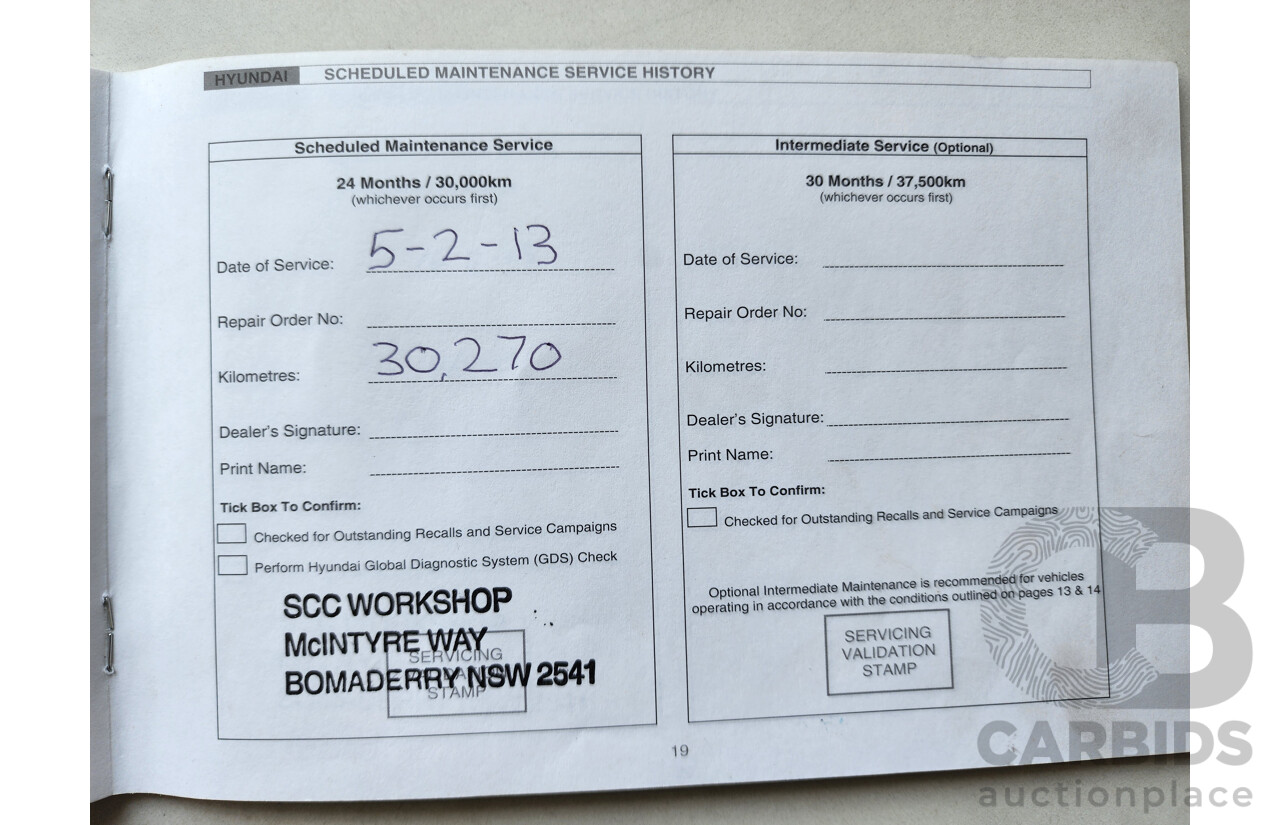 HYUNDAI SCHEDULED MAINTENANCE SERVICE HISTORY
Scheduled Maintenance Service
24 Months / 30,000km
(whichever occurs first)
Date of Service: 5-2-13
Repair Order No:
Kilometres: 30,270
Dealer's Signature:
Print Name:
Tick Box To Confirm:
Checked for Outstanding Recalls and Service Campaigns
Perform Hyundai Global Diagnostic System (GDS) Check
SCC WORKSHOP
McINTYRE WAY
SERVICING
BOMADERRY NSW 2541
STAMP
Intermediate Service (Optional)
30 Months / 37,500km
(whichever occurs first)
Date of Service:
Repair Order No:
Kilometres:
Dealer's Signature:
Print Name:
Tick Box To Confirm:
Checked for Outstanding Recalls and Service Campaigns
Optional Intermediate Maintenance is recommended for vehicles
operating in accordance with the conditions outlined on pages 13 & 14
SERVICING
VALIDATION
STAMP
19
CB
CARBIDS
auctionplace